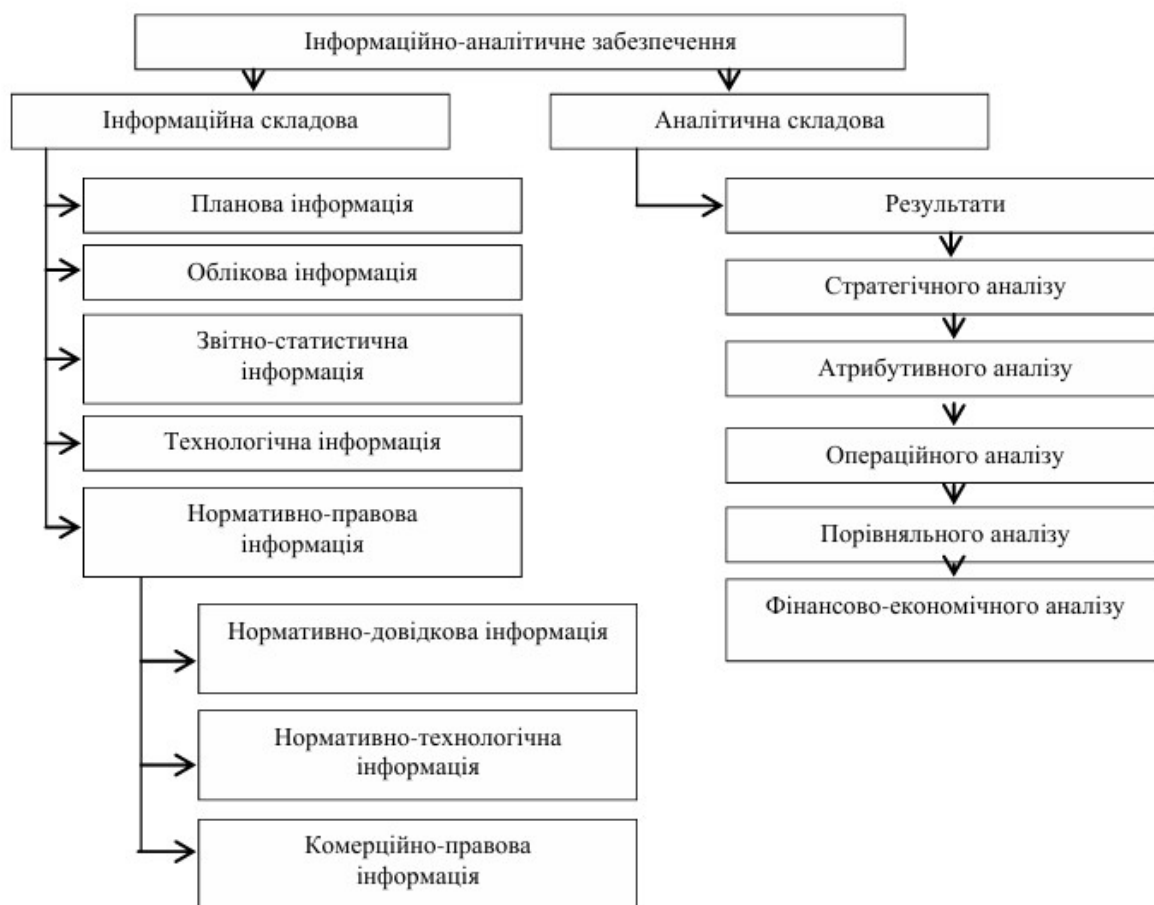 Інформаційно-аналітичне забезпечення
Інформаційна складова
Аналітична складова
Планова інформація
Облікова інформація
Звітно-статистична
інформація
Технологічна інформація
Нормативно-правова
інформація
Нормативно-довідкова інформація
Нормативно-технологічна
інформація
Комерційно-правова
інформація
Результати
Стратегічного аналізу
Атрибутивного аналізу
Операційного аналізу
Порівняльного аналізу
Фінансово-економічного аналізу